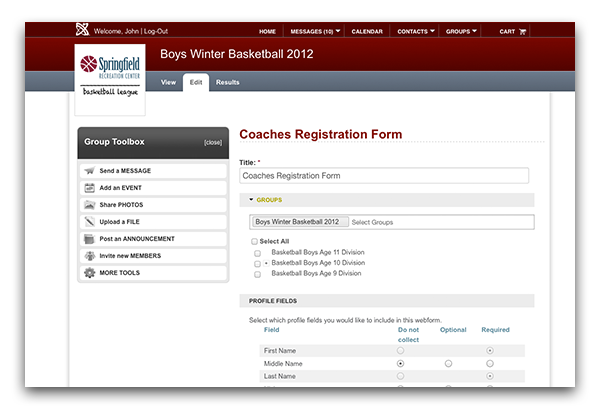 Welcome, John | Log-Out
HOME
MESSAGES (10)
CALENDAR
CONTACTS
GROUPS
CART
Boys Winter Basketball 2012
Springfield
RECREATION CENTER
basketball league
View
Edit
Results
Group Toolbox
[close]
Send a MESSAGE
Add an EVENT
Share PHOTOS
Upload a FILE
Post an ANNOUNCEMENT
Invite new MEMBERS
MORE TOOLS
Coaches Registration Form
Title: *
Coaches Registration Form
GROUPS
Boys Winter Basketball 2012 Select Groups
Select All
Basketball Boys Age 11 Division
Basketball Boys Age 10 Division
Basketball Boys Age 9 Division
PROFILE FIELDS
Select which profile fields you would like to include in this webform.
Field Do not collect Optional Required
First Name
Middle Name
Last Name